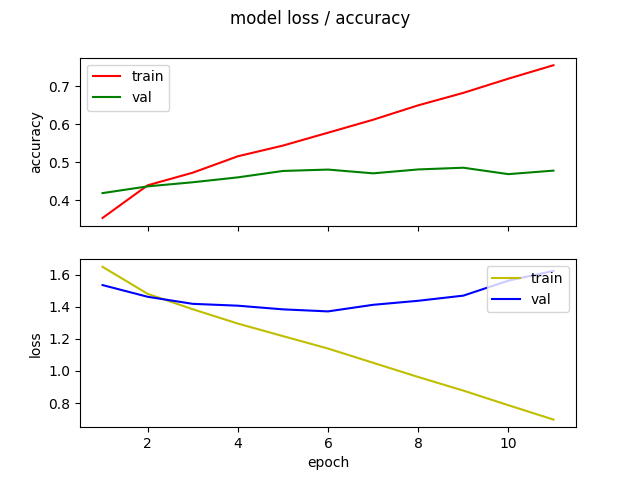 model loss / accuracy
train
val
accuracy
0.7
0.6
0.5
0.4
train
val
loss
1.6
1.4
1.2
1.0
0.8
2 4 6 8 10
epoch